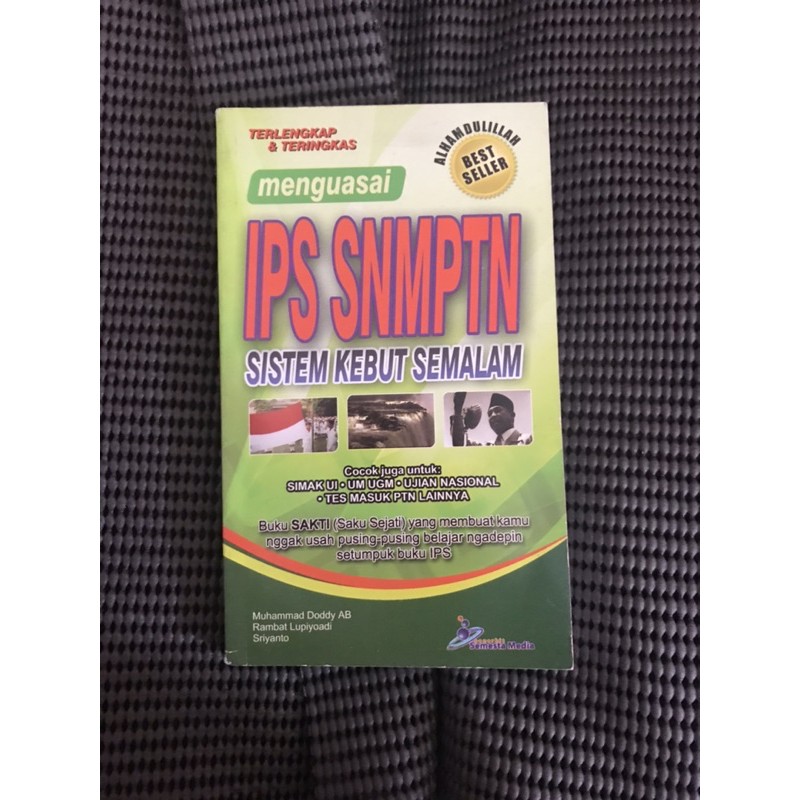 TERLENGKAP
& TERINGKAS
ALHAMDULILLAH
BEST
SELLER
menguasai
IPS SNMPTN
SISTEM KEBUT SEMALAM
Cocok juga untuk:
SIMAK UI • UM UGM • UJIAN NASIONAL
• TES MASUK PTN LAINNYA
Buku SAKTI (Saku Sejati) yang membuat kamu
nggak usah pusing-pusing belajar ngadepin
setumpuk buku IPS
Muhammad Doddy AB
Rambat Lupiyoadi
Sriyanto
Semesta Media